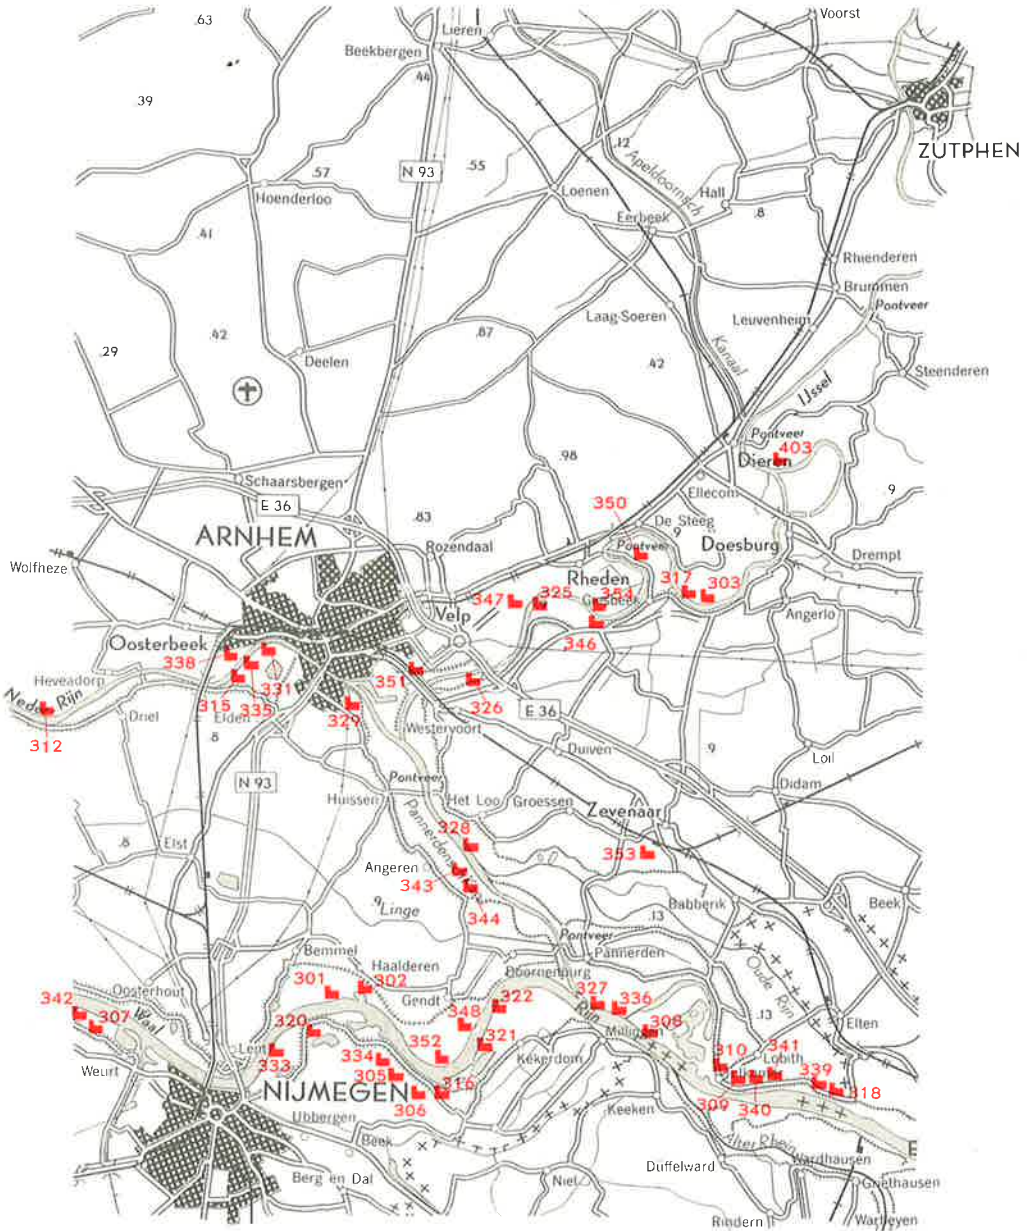 .63
Lieren
Voorst
Beekbergen
.44
39
ZUTPHEN
.12
Apeldoornsch
.57
N 93
.55
Loenen
Hall
Hoenderloo
.8
Eerbeek
.41
Rhienderen
Brummen
Pontveer
Laag-Soeren
Leuvenheim
.42
.87
Kanaal
.29
Deelen
.42
Steenderen
IJssel
Pontveer
403
Dieren
.98
Schaarsbergen
Ellecom
9
E 36
350
.83
De Steeg
ARNHEM
9
Pontveer
Doesburg
Rozendaal
Drempt
Wolfheze
Rheden
317
303
347
325
354
Velp
Angerlo
346
Oosterbeek
338
351
Heveadorp
331
326
Neder Rijn
315
335
329
E 36
Driel
Elden
Westervoort
312
.8
Duiven
.9
Loil
N 93
Pontveer
Didam
Huissen
Het Loo
Groessen
Zevenaar
Pannerdens
328
.8
Elst
353
Angeren
343
Babberik
Beek
9
Linge
344
.13
Pontveer
Bemmel
Pannerden
Haalderen
Doornenburg
Oude Rijn
301
302
Oosterhout
Gendt
322
327
336
342
Waal
307
348
Rijn
.13
320
Millingen
308
Elten
321
Lent
334
352
Kekerdom
310
341
Lobith
Weurt
333
305
339
316
NIJMEGEN
318
306
309
340
Ubbergen
Keeken
Beek
Alter Rhein
Wardhausen
Düffelward
Berg en Dal
Niel
Griethausen
Rindern
Warbeyen